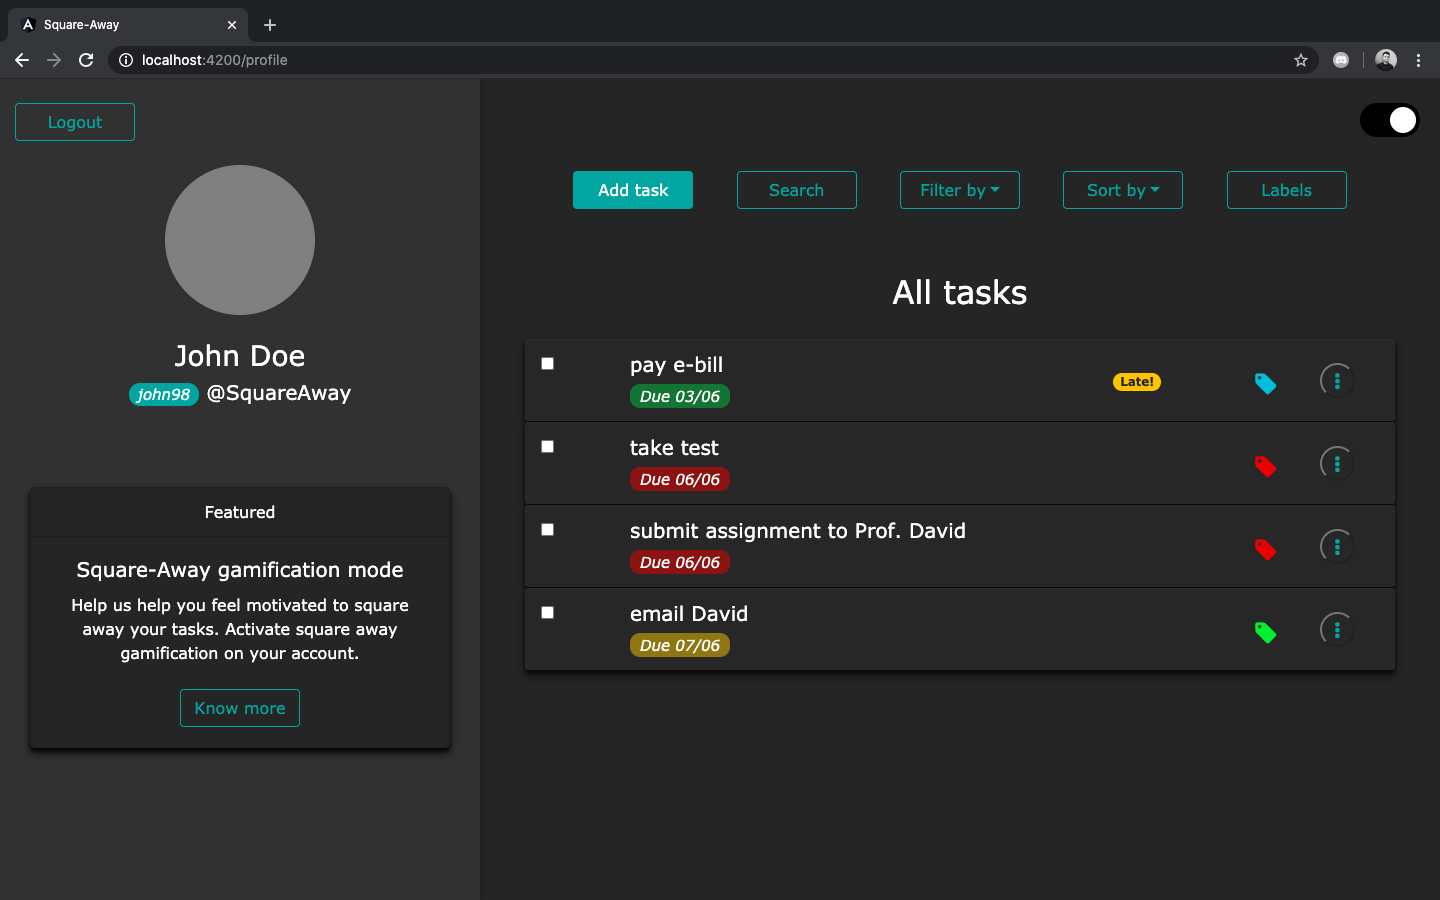 Square-Away
localhost:4200/profile
Logout
John Doe
john98 @SquareAway
Featured
Square-Away gamification mode
Help us help you feel motivated to square
away your tasks. Activate square away
gamification on your account.
Know more
Add task
Search
Filter by
Sort by
Labels
All tasks
pay e-bill
Due 03/06
Late!
take test
Due 06/06
submit assignment to Prof. David
Due 06/06
email David
Due 07/06